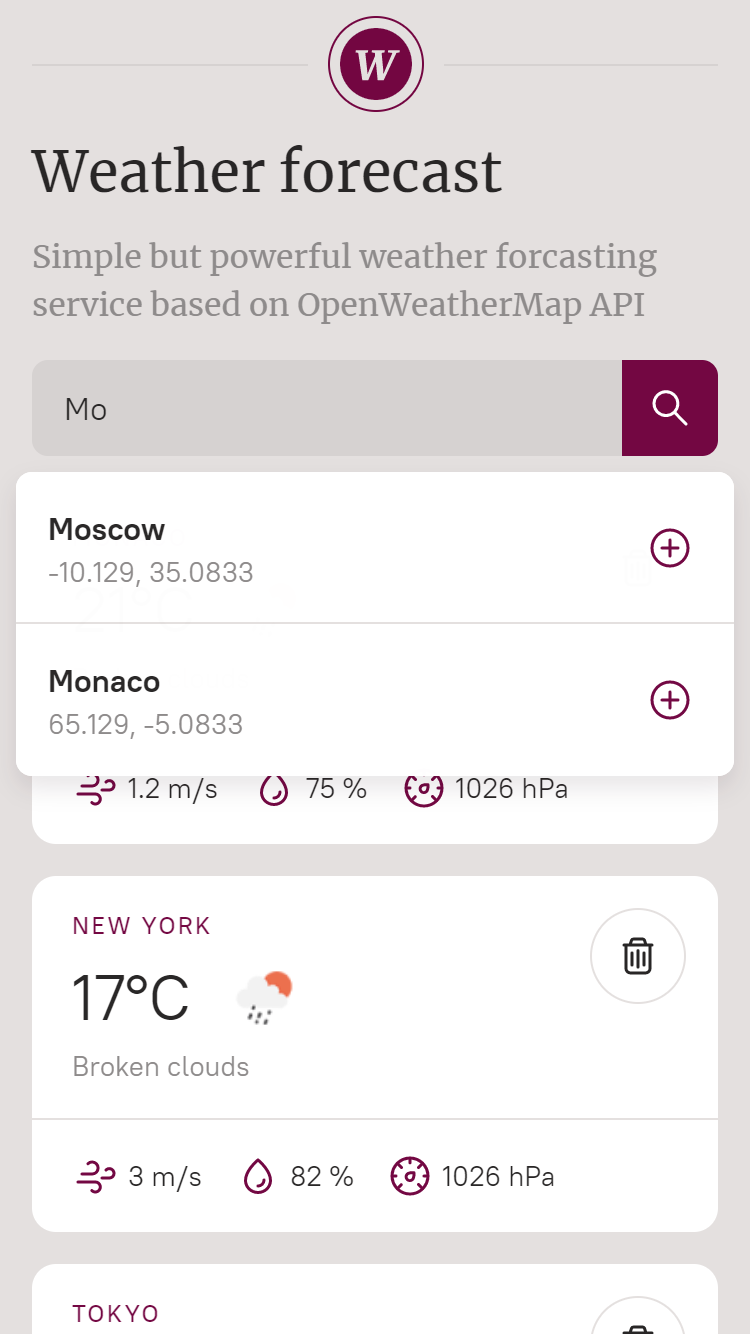 W
Weather forecast
Simple but powerful weather forcasting
service based on OpenWeatherMap API
Mo
Moscow
-10.129, 35.0833
21°C
Monaco
65.129, -5.0833
1.2 m/s 75 % 1026 hPa
NEW YORK
17°C
Broken clouds
3 m/s 82 % 1026 hPa
TOKYO